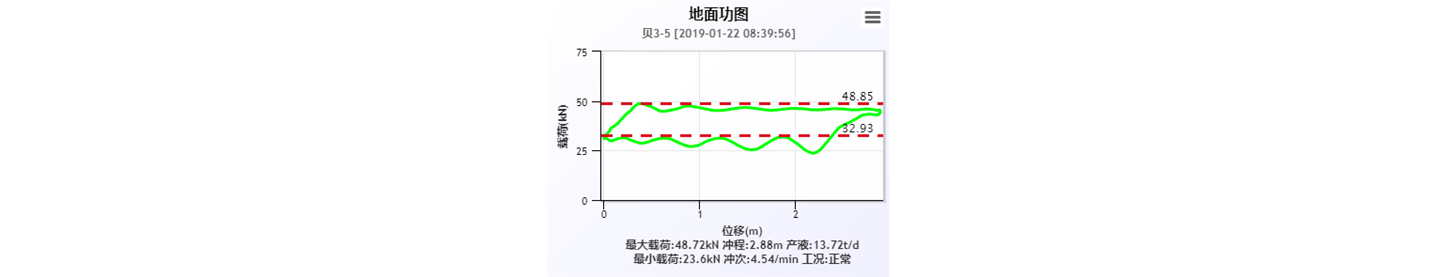 地面功图
贝3-5 [2019-01-22 08:39:56]
75
50
25
0
载荷(kN)
48.85
32.93
0 1 2
位移(m)
最大载荷:48.72kN 冲程:2.88m 产液:13.72t/d
最小载荷:23.6kN 冲次:4.54/min 工况:正常